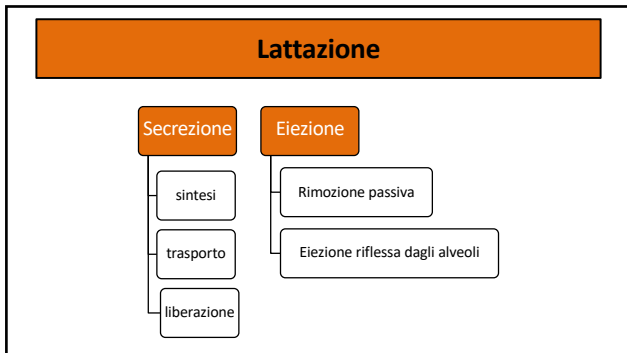 Lattazione
Secrezione
sintesi
trasporto
liberazione
Eiezione
Rimozione passiva
Eiezione riflessa dagli alveoli